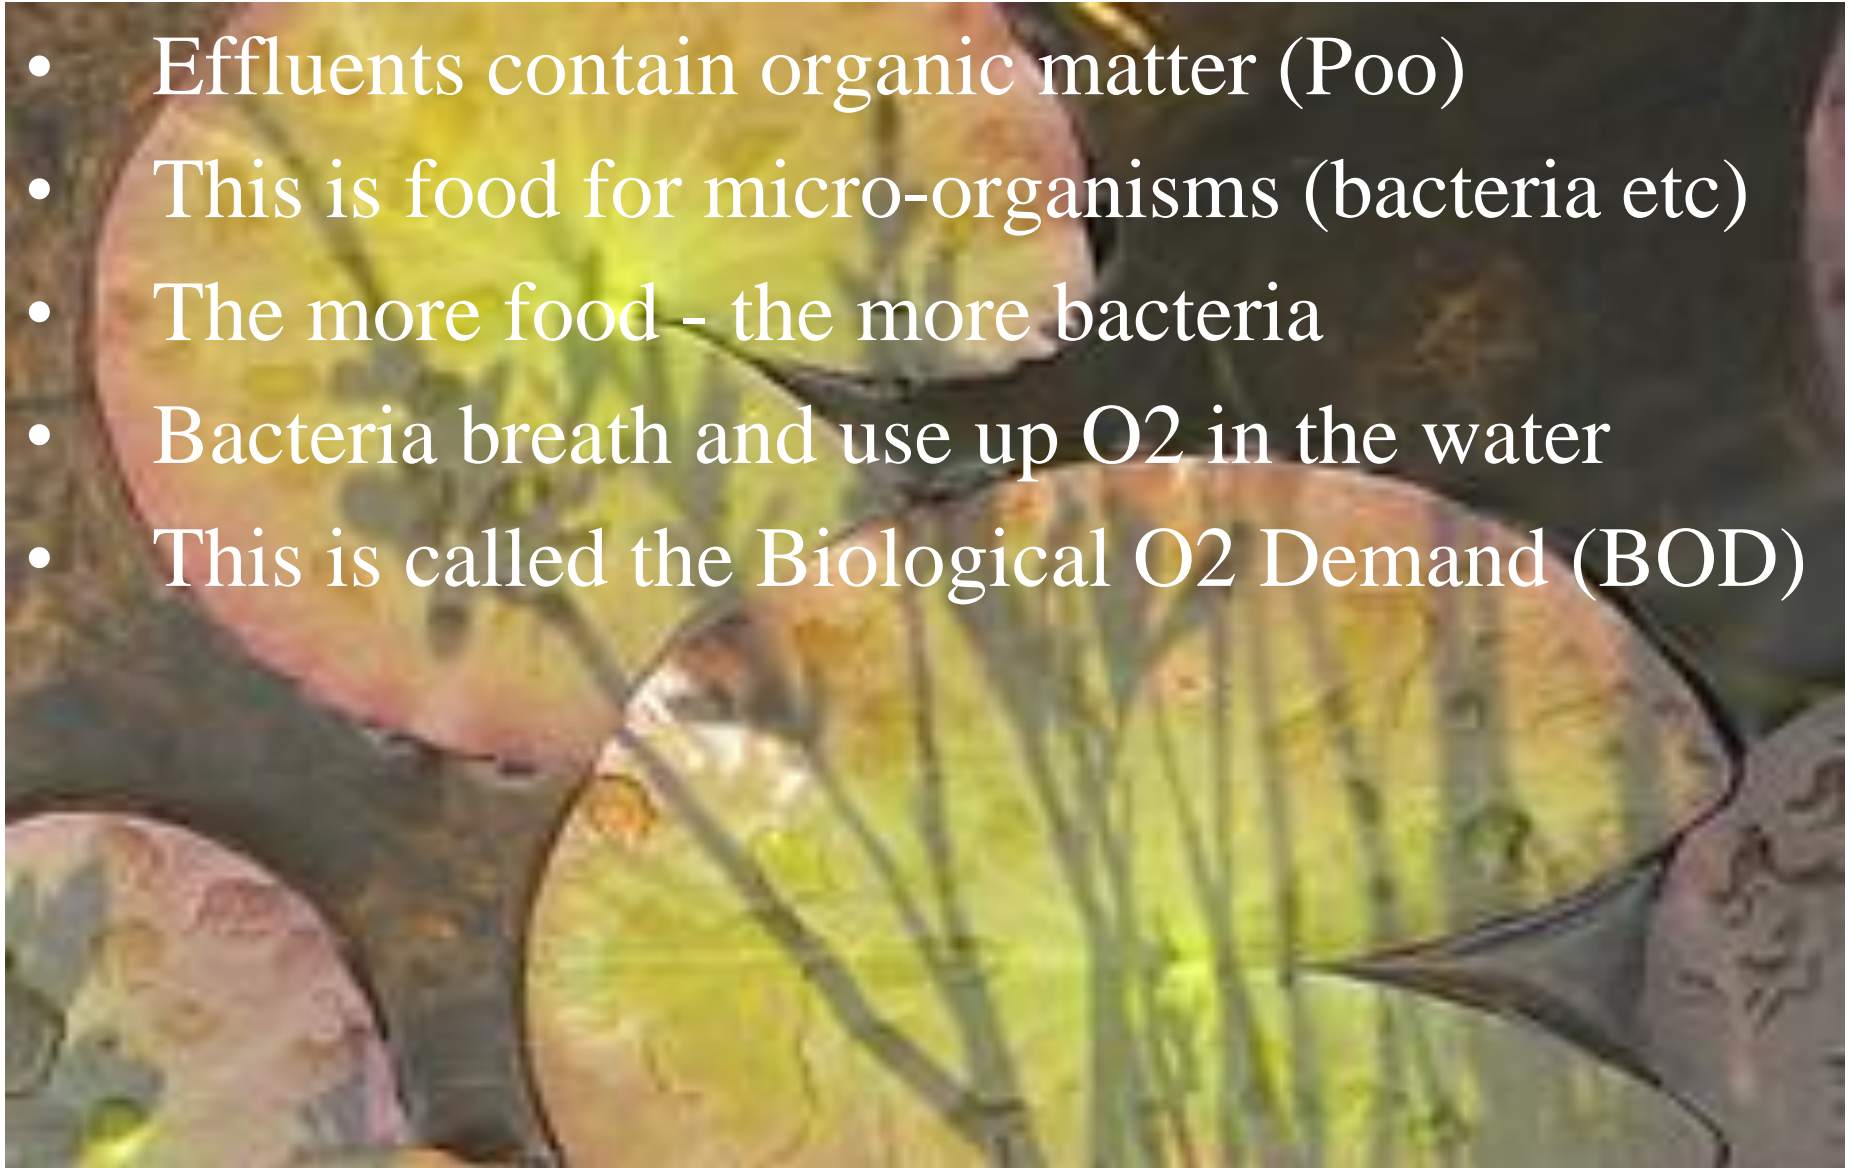 • Effluents contain organic matter (Poo)
• This is food for micro-organisms (bacteria etc)
• The more food - the more bacteria
• Bacteria breath and use up O2 in the water
• This is called the Biological O2 Demand (BOD)